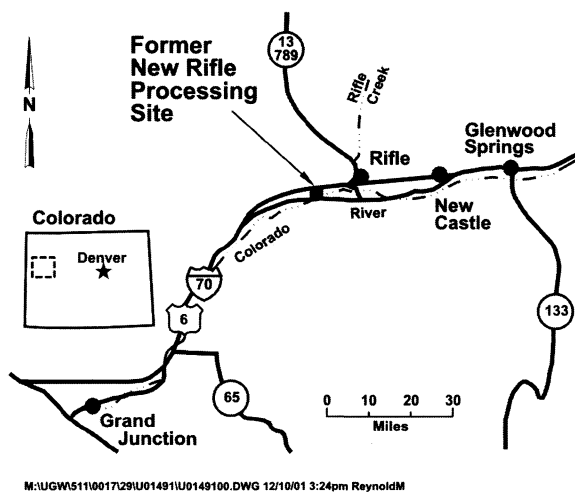 13
789
Former
New Rifle
Processing
Site
Rifle
Creek
N
Glenwood
Springs
Rifle
New
Castle
River
Colorado
Colorado
Denver
70
6
133
65
0 10 20 30
Miles
Grand
Junction
M:\UGW\511\0017\29\U01491\U0149100.DWG 12/10/01 3:24pm ReynoldM